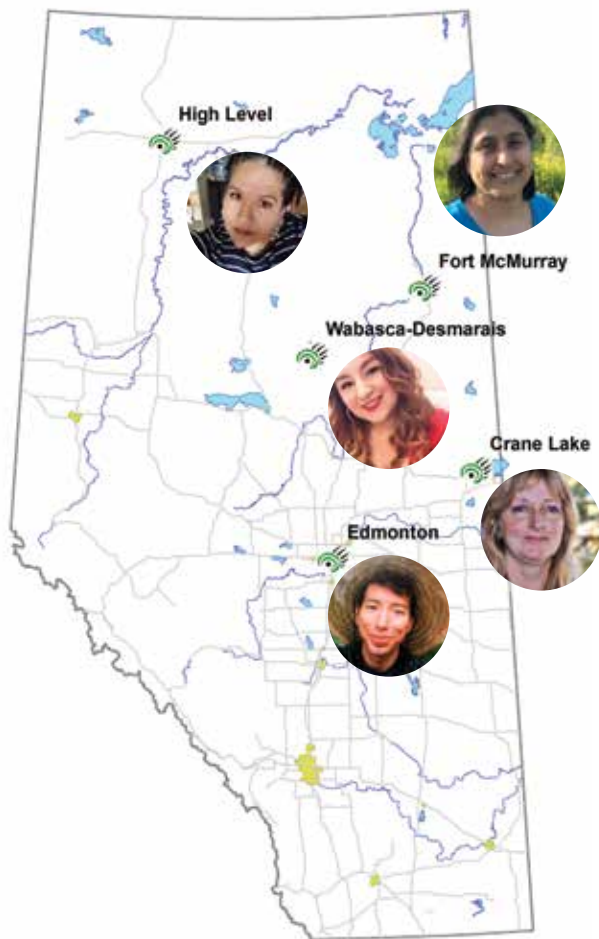 High Level
Fort McMurray
Wabasca-Desmarais
Crane Lake
Edmonton